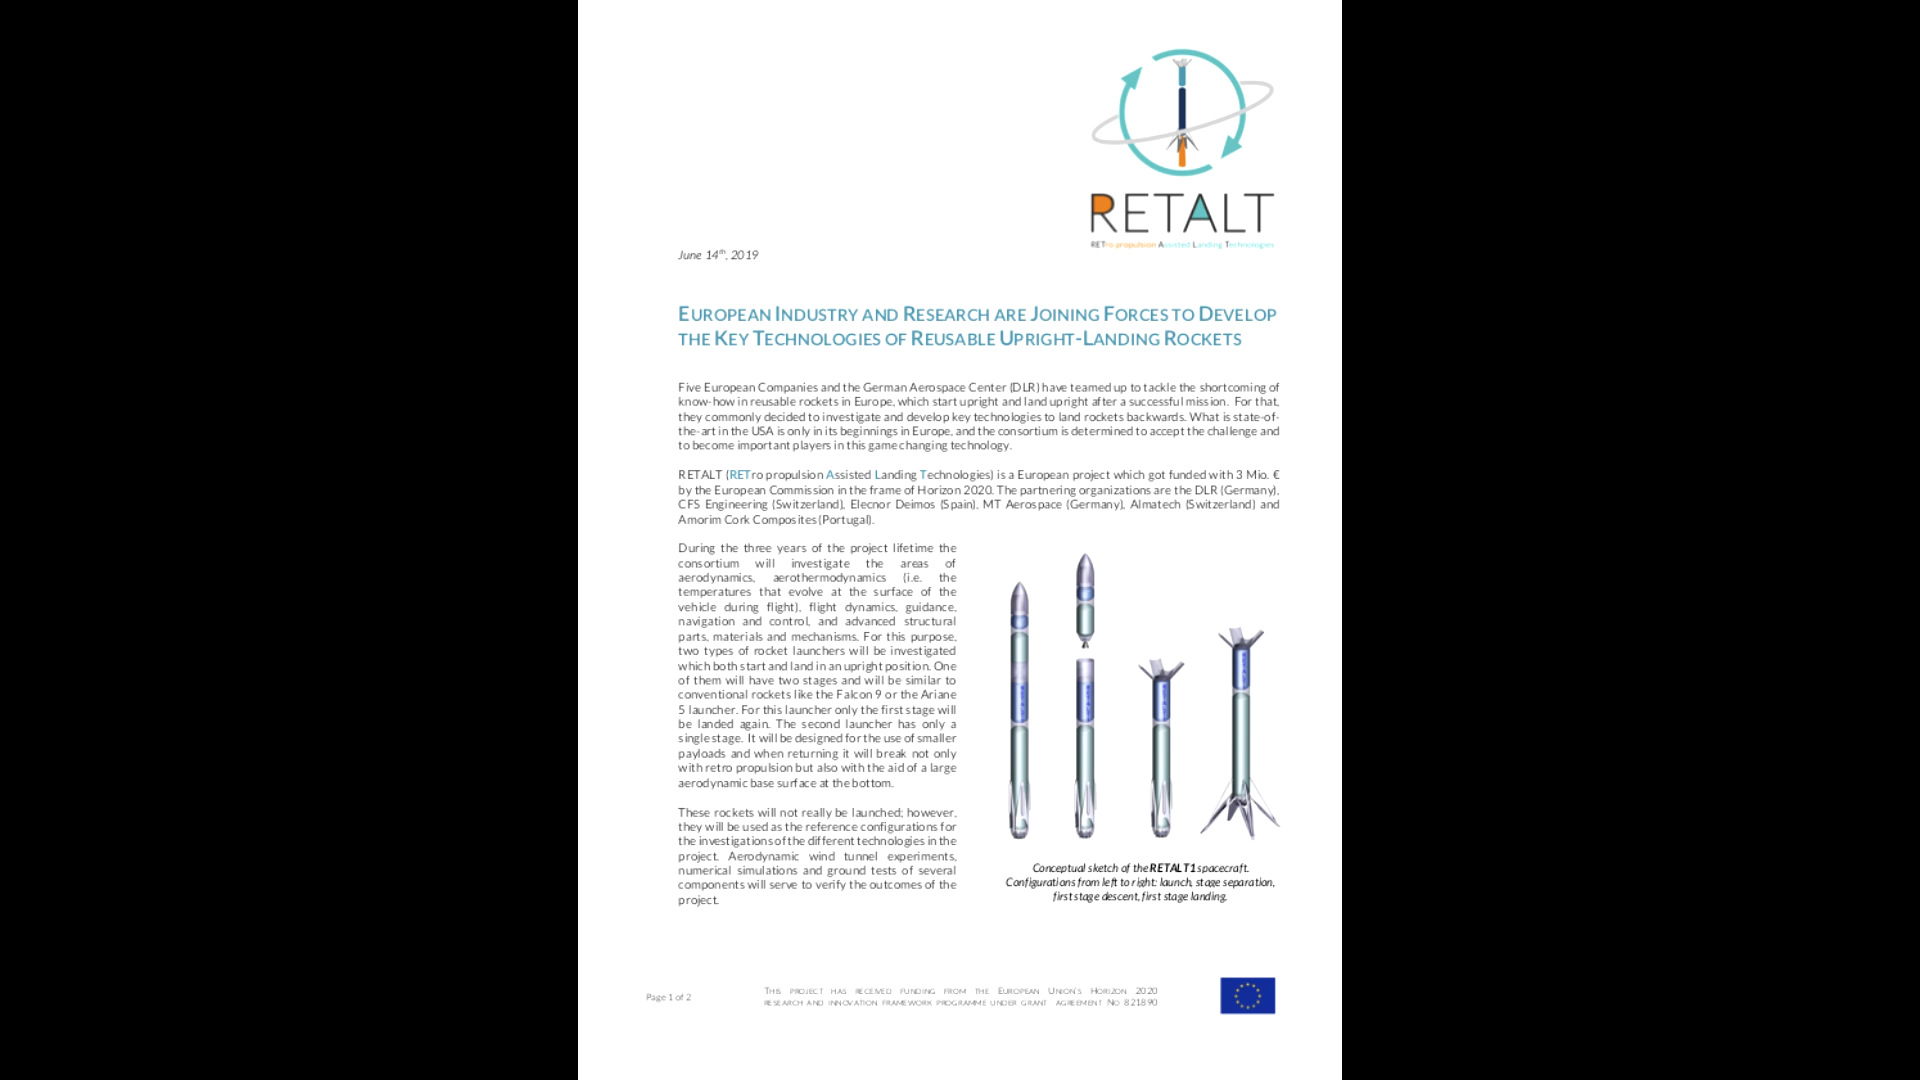 RETALT
RETro propulsion Assisted Landing Technologies
June 14th, 2019
EUROPEAN INDUSTRY AND RESEARCH ARE JOINING FORCES TO DEVELOP
THE KEY TECHNOLOGIES OF REUSABLE UPRIGHT-LANDING ROCKETS
Five European Companies and the German Aerospace Center (DLR) have teamed up to tackle the shortcoming of
know-how in reusable rockets in Europe, which start upright and land upright after a successful mission. For that,
they commonly decided to investigate and develop key technologies to land rockets backwards. What is state-of-
the-art in the USA is only in its beginnings in Europe, and the consortium is determined to accept the challenge and
to become important players in this game changing technology.
RETALT (RETro propulsion Assisted Landing Technologies) is a European project which got funded with 3 Mio. €
by the European Commission in the frame of Horizon 2020. The partnering organizations are the DLR (Germany),
CFS Engineering (Switzerland), Elecnor Deimos (Spain), MT Aerospace (Germany), Almatech (Switzerland) and
Amorim Cork Composites (Portugal).
During the three years of the project lifetime the
consortium will investigate the areas of
aerodynamics, aerothermodynamics (i.e. the
temperatures that evolve at the surface of the
vehicle during flight), flight dynamics, guidance,
navigation and control, and advanced structural
parts, materials and mechanisms. For this purpose,
two types of rocket launchers will be investigated
which both start and land in an upright position. One
of them will have two stages and will be similar to
conventional rockets like the Falcon 9 or the Ariane
5 launcher. For this launcher only the first stage will
be landed again. The second launcher has only a
single stage. It will be designed for the use of smaller
payloads and when returning it will break not only
with retro propulsion but also with the aid of a large
aerodynamic base surface at the bottom.
These rockets will not really be launched; however,
they will be used as the reference configurations for
the investigations of the different technologies in the
project. Aerodynamic wind tunnel experiments,
numerical simulations and ground tests of several
components will serve to verify the outcomes of the
project.
Conceptual sketch of the RETALT1 spacecraft.
Configurations from left to right: launch, stage separation,
first stage descent, first stage landing.
Page 1 of 2
THIS PROJECT HAS RECEIVED FUNDING FROM THE EUROPEAN UNION'S HORIZON 2020
RESEARCH AND INNOVATION FRAMEWORK PROGRAMME UNDER GRANT AGREEMENT NO 821890